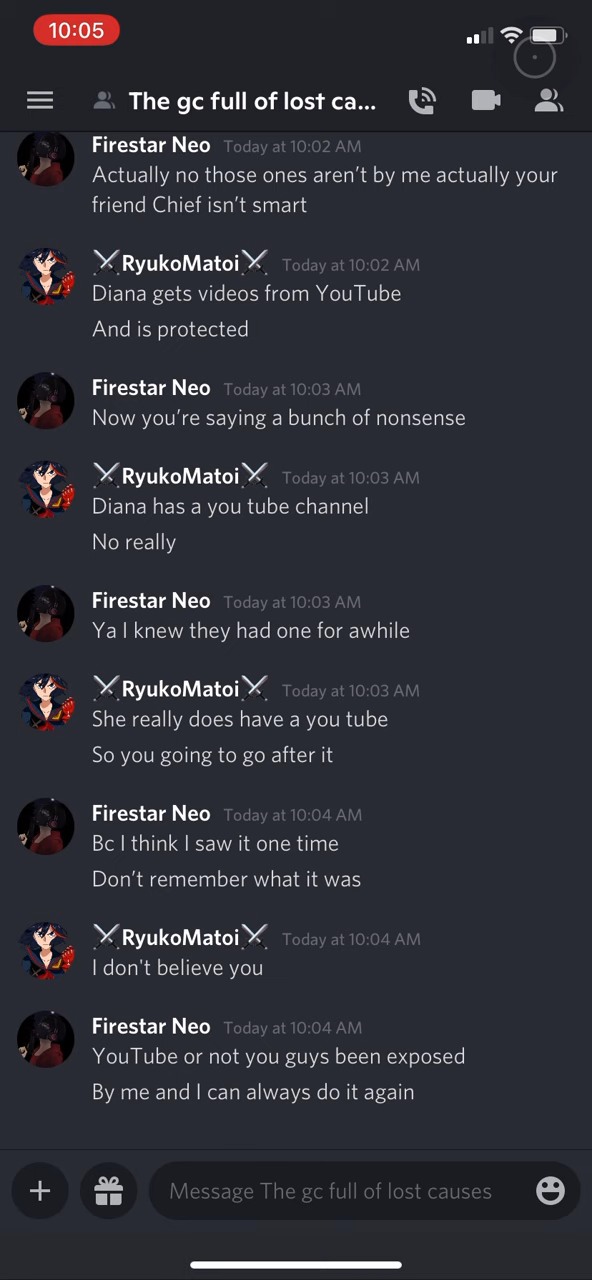 10:05
The gc full of lost ca...
Firestar Neo Today at 10:02 AM
Actually no those ones aren't by me actually your
friend Chief isn't smart
⚔RyukoMatoi⚔ Today at 10:02 AM
Diana gets videos from YouTube
And is protected
Firestar Neo Today at 10:03 AM
Now you're saying a bunch of nonsense
⚔RyukoMatoi⚔ Today at 10:03 AM
Diana has a you tube channel
No really
Firestar Neo Today at 10:03 AM
Ya I knew they had one for awhile
⚔RyukoMatoi⚔ Today at 10:03 AM
She really does have a you tube
So you going to go after it
Firestar Neo Today at 10:04 AM
Bc I think I saw it one time
Don't remember what it was
⚔RyukoMatoi⚔ Today at 10:04 AM
I don't believe you
Firestar Neo Today at 10:04 AM
YouTube or not you guys been exposed
By me and I can always do it again
Message The gc full of lost causes